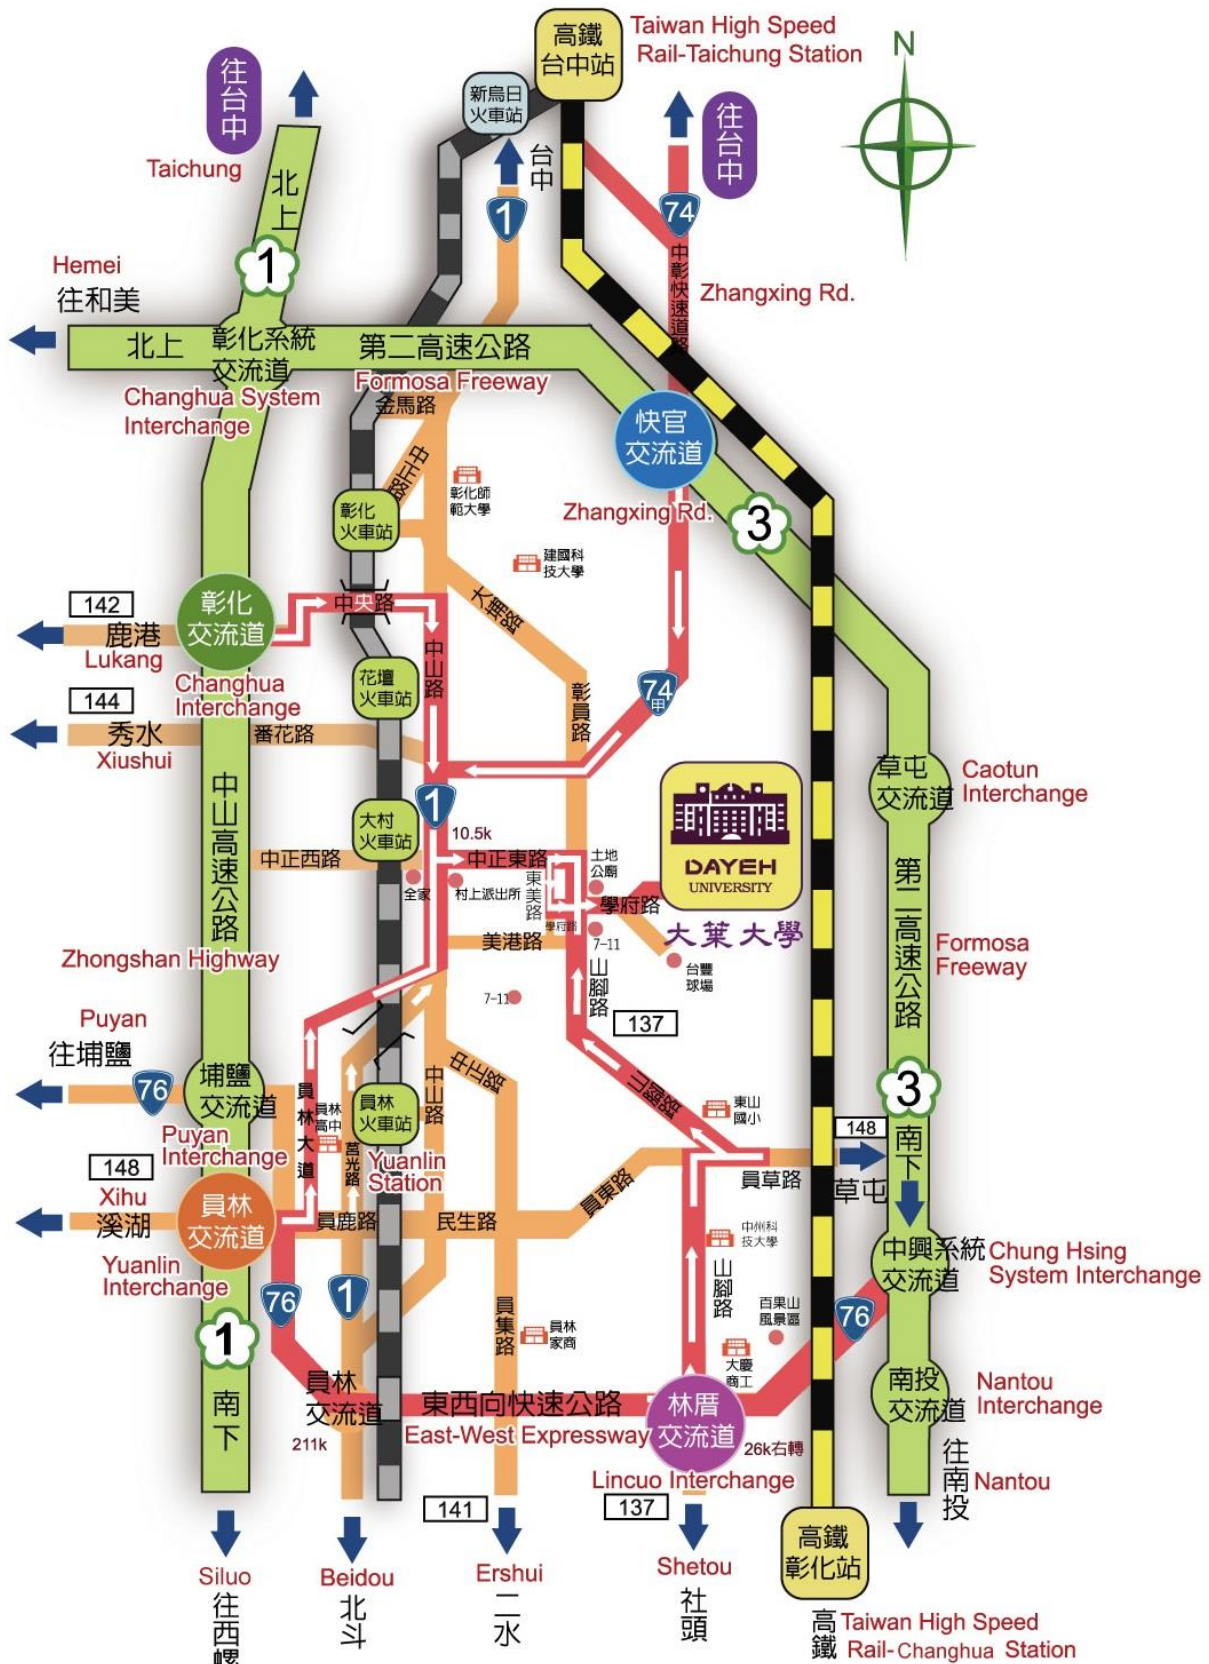 高鐵
台中站
Taiwan High Speed
Rail-Taichung Station
N
往台中
新烏日
火車站
往台中
Taichung
台中
北上
1
74
1
中彰快速道路
Zhangxing Rd.
Hemei
往和美
北上
彰化系統
交流道
第二高速公路
Formosa Freeway
Changhua System
Interchange
金馬路
快官
交流道
中正路
彰化師
範大學
彰化
火車站
Zhangxing Rd.
3
建國科
技大學
142
鹿港
Lukang
彰化
交流道
中央路
大埔路
中山路
Changhua
Interchange
花壇
火車站
彰員路
74
甲
144
秀水
Xiushui
番花路
中山高速公路
草屯
交流道
Caotun
Interchange
大村
火車站
1
10.5k
DAYEH
UNIVERSITY
大葉大學
中正西路
中正東路
土地
公廟
全家
村上派出所
東美路
學府路
學府路
第二高速公路
美港路
7-11
山腳路
台豐
球場
Zhongshan Highway
Formosa
Freeway
7-11
137
Puyan
往埔鹽
76
埔鹽
交流道
中正路
中山路
山腳路
3
員林大道
員林
高中
莒光路
員林
火車站
東山
國小
148
南下
Puyan
Interchange
148
Xihu
溪湖
Yuanlin
Station
員草路
草屯
員東路
員林
交流道
員鹿路
民生路
中州科
技大學
中興系統
交流道
Chung Hsing
System Interchange
Yuanlin
Interchange
76
1
山腳路
百果山
風景區
76
1
員集路
員林
家商
大慶
商工
南下
員林
交流道
東西向快速公路
East-West Expressway
林厝
交流道
南投
交流道
Nantou
Interchange
211k
26k右轉
Lincuo Interchange
往南投
Nantou
141
137
高鐵
彰化站
Siluo
往西螺
Beidou
北斗
Ershui
二水
Shetou
社頭
高鐵
Taiwan High Speed
Rail-Changhua Station